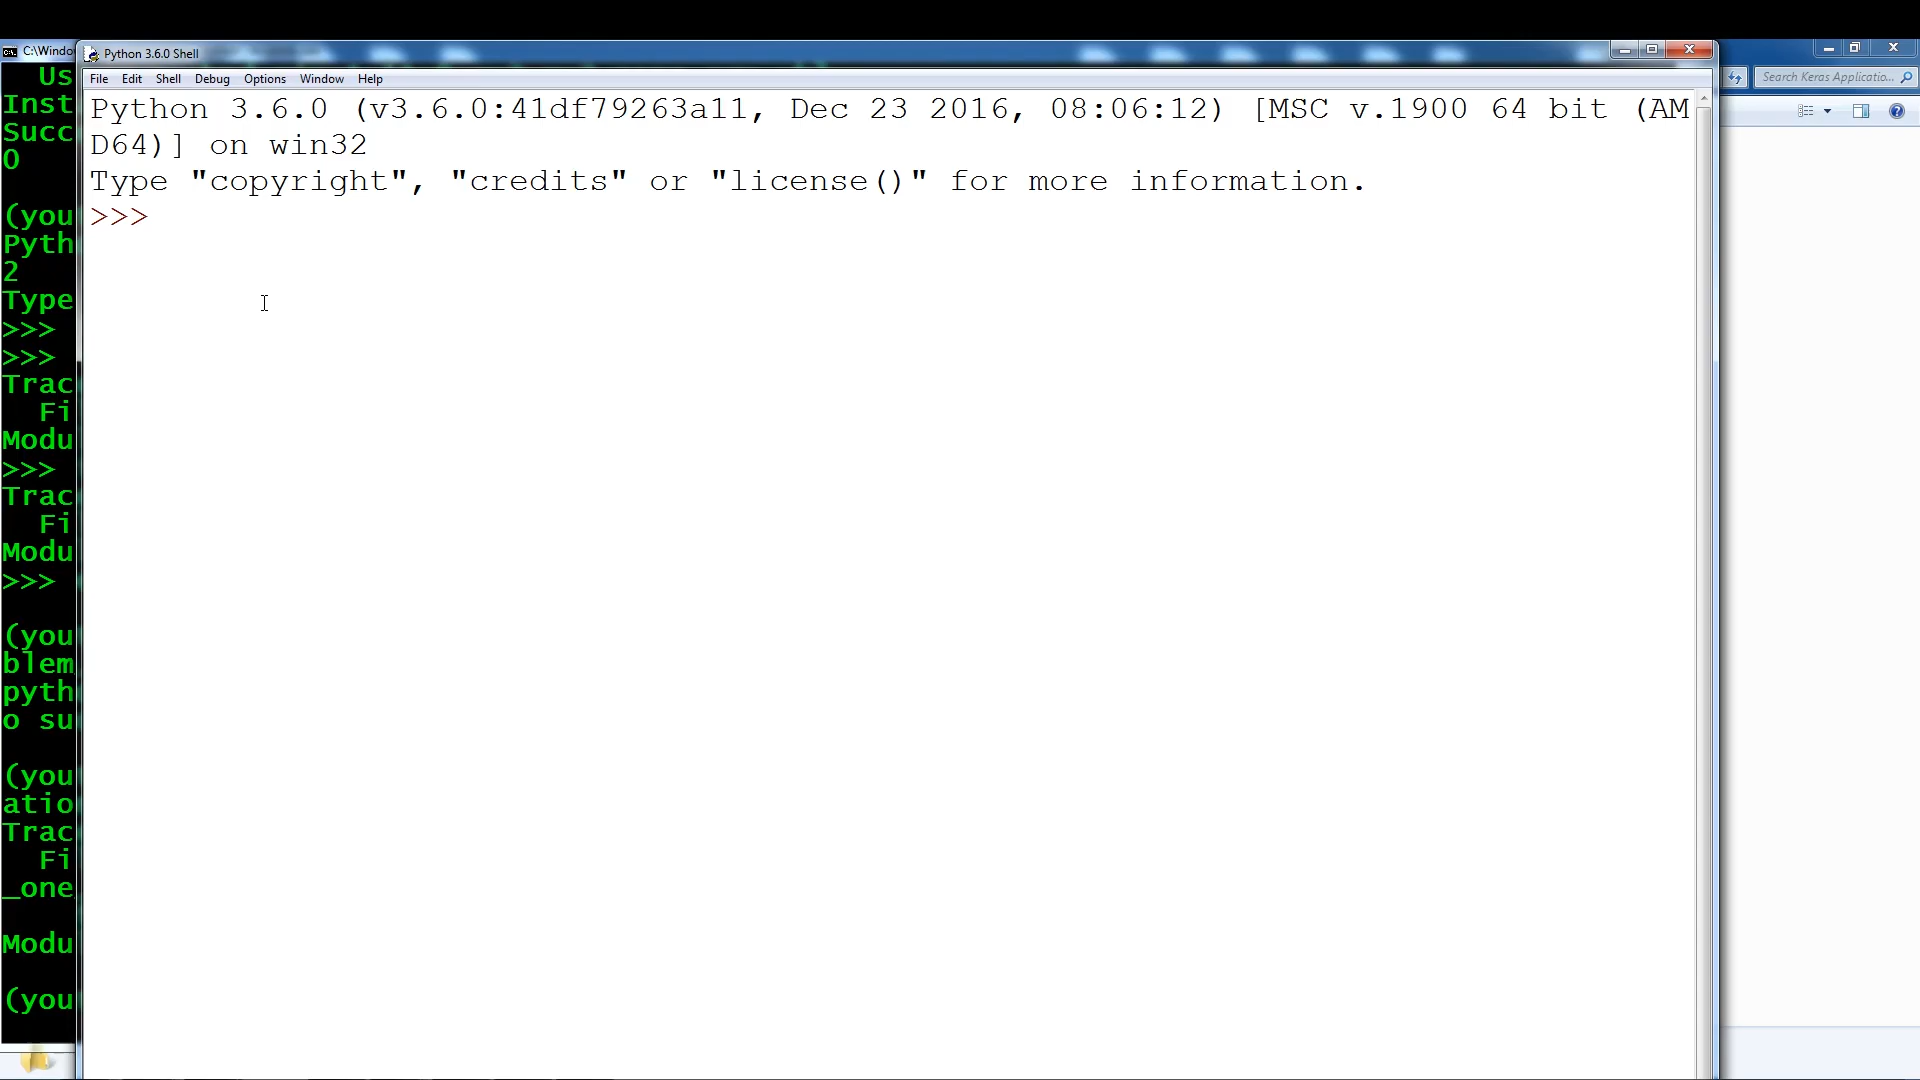 C:\Windo
Us
Inst
Succ
0
(you
Pyth
2
Type
>>>
>>>
Trac
Fi
Modu
>>>
Trac
Fi
Modu
>>>
(you
blem
pyth
o su
(you
atio
Trac
Fi
_one
Modu
(you
Python 3.6.0 Shell
File Edit Shell Debug Options Window Help
Python 3.6.0 (v3.6.0:41df79263a11, Dec 23 2016, 08:06:12) [MSC v.1900 64 bit (AM
D64)] on win32
Type "copyright", "credits" or "license()" for more information.
>>>
Search Keras Applicatio...